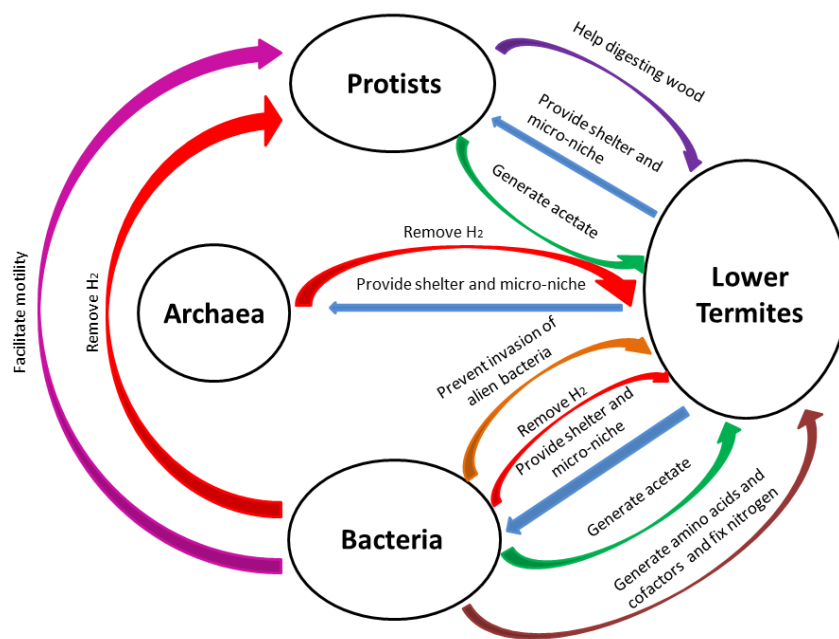 Protists
Help digesting wood
Provide shelter and
micro-niche
Generate acetate
Facilitate motility
Remove H₂
Archaea
Remove H₂
Provide shelter and micro-niche
Lower
Termites
Prevent invasion of
alien bacteria
Remove H₂
Provide shelter and
micro-niche
Bacteria
Generate acetate
Generate amino acids and
cofactors and fix nitrogen